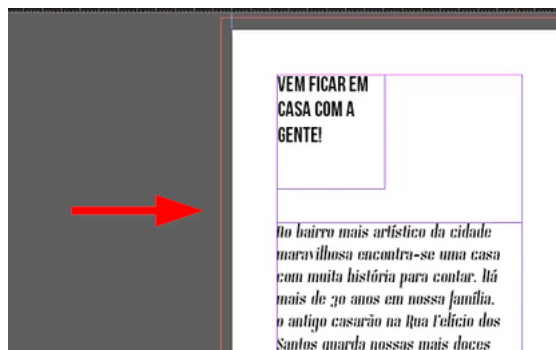 VEM FICAR EM
CASA COM A
GENTE!
No bairro mais artístico da cidade
maravilhosa encontra-se uma casa
com muita história para contar. Há
mais de 30 anos em nossa família,
o antigo casarão na Rua Felício dos
Santos guarda nossas mais doces